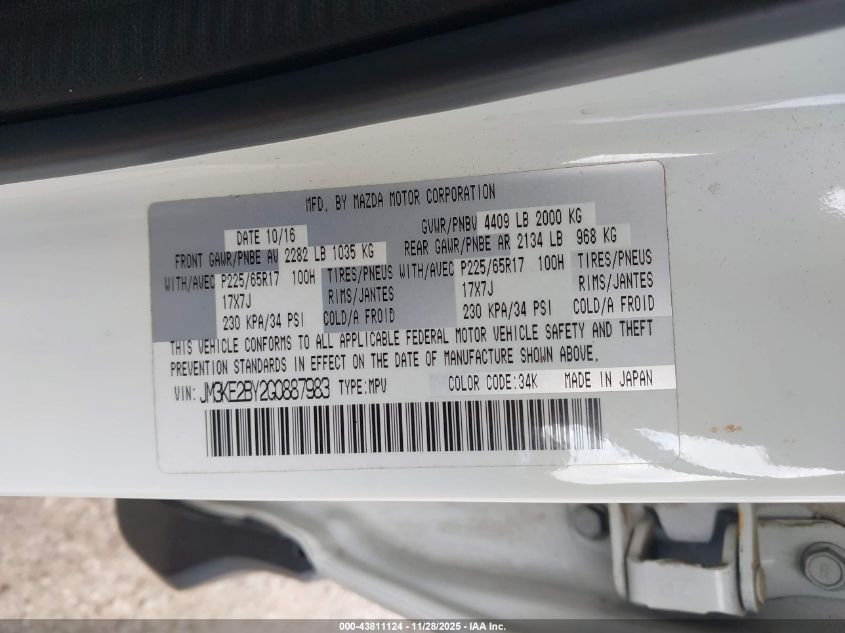 MFD. BY MAZDA MOTOR CORPORATION
DATE 10/16 GVWR/PNBV 4409 LB 2000 KG
FRONT GAWR/PNBE AV 2282 LB 1035 KG REAR GAWR/PNBE AR 2134 LB 968 KG
WITH/AVEC P225/65R17 100H TIRES/PNEUS WITH/AVEC P225/65R17 100H TIRES/PNEUS
17X7J RIMS/JANTES 17X7J RIMS/JANTES
230 KPA/34 PSI COLD/A FROID 230 KPA/34 PSI COLD/A FROID
THIS VEHICLE CONFORMS TO ALL APPLICABLE FEDERAL MOTOR VEHICLE SAFETY AND THEFT
PREVENTION STANDARDS IN EFFECT ON THE DATE OF MANUFACTURE SHOWN ABOVE.
VIN: JM3KE2BY2G0887983 TYPE:MPV COLOR CODE:34K MADE IN JAPAN
000-43811124 | 11/28/2025 | IAA Inc.